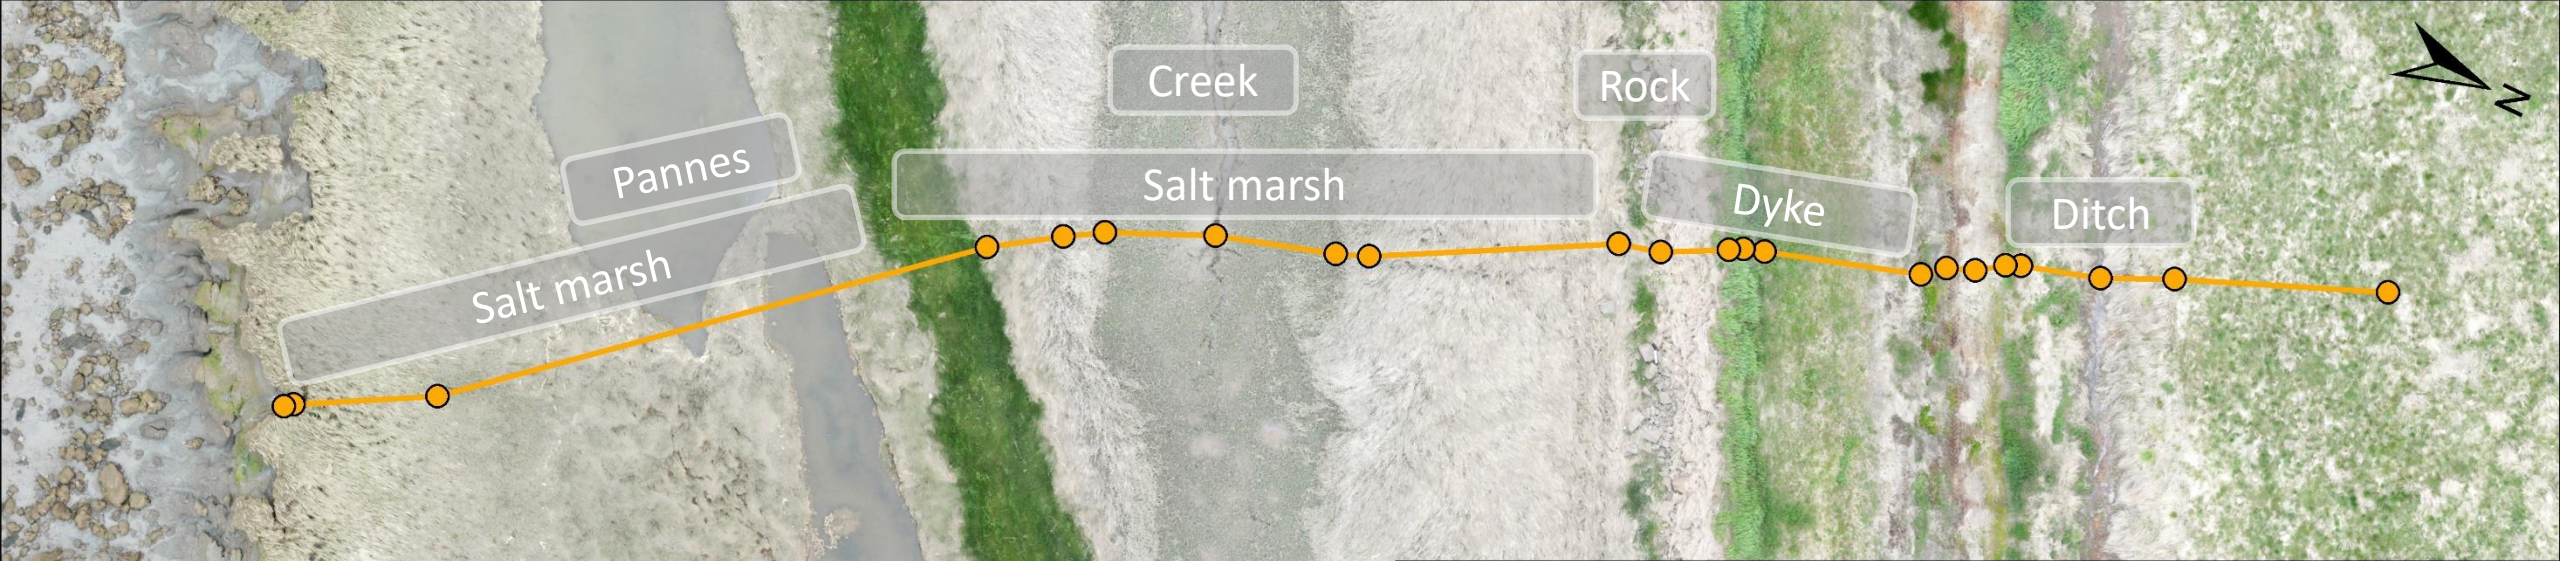 Creek
Rock
Pannes
Salt marsh
Dyke
Ditch
Salt marsh
N